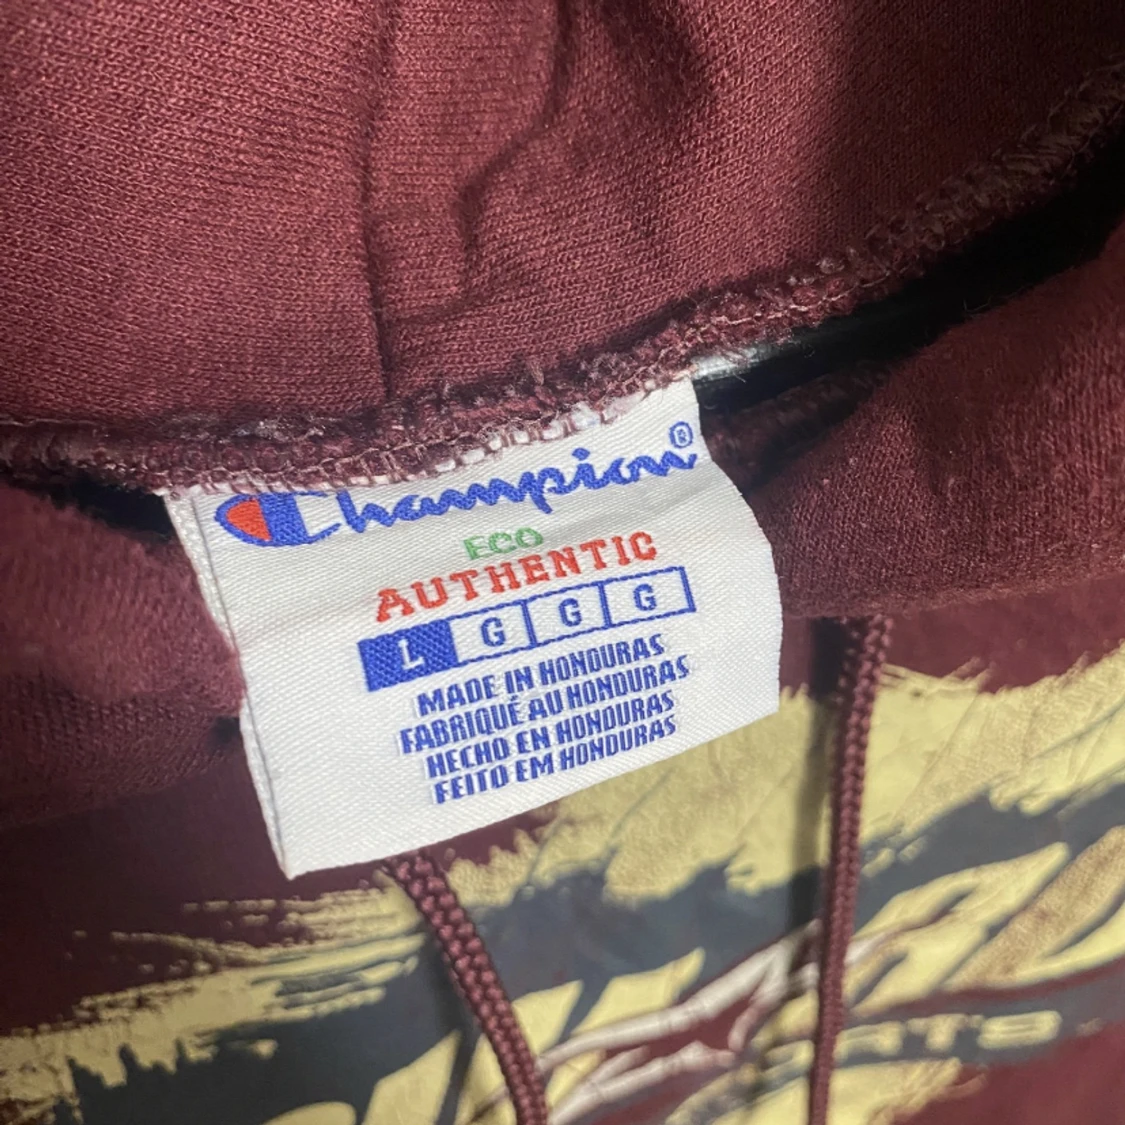 Champion®
ECO
AUTHENTIC
L G G G
MADE IN HONDURAS
FABRIQUÉ AU HONDURAS
HECHO EN HONDURAS
FEITO EM HONDURAS